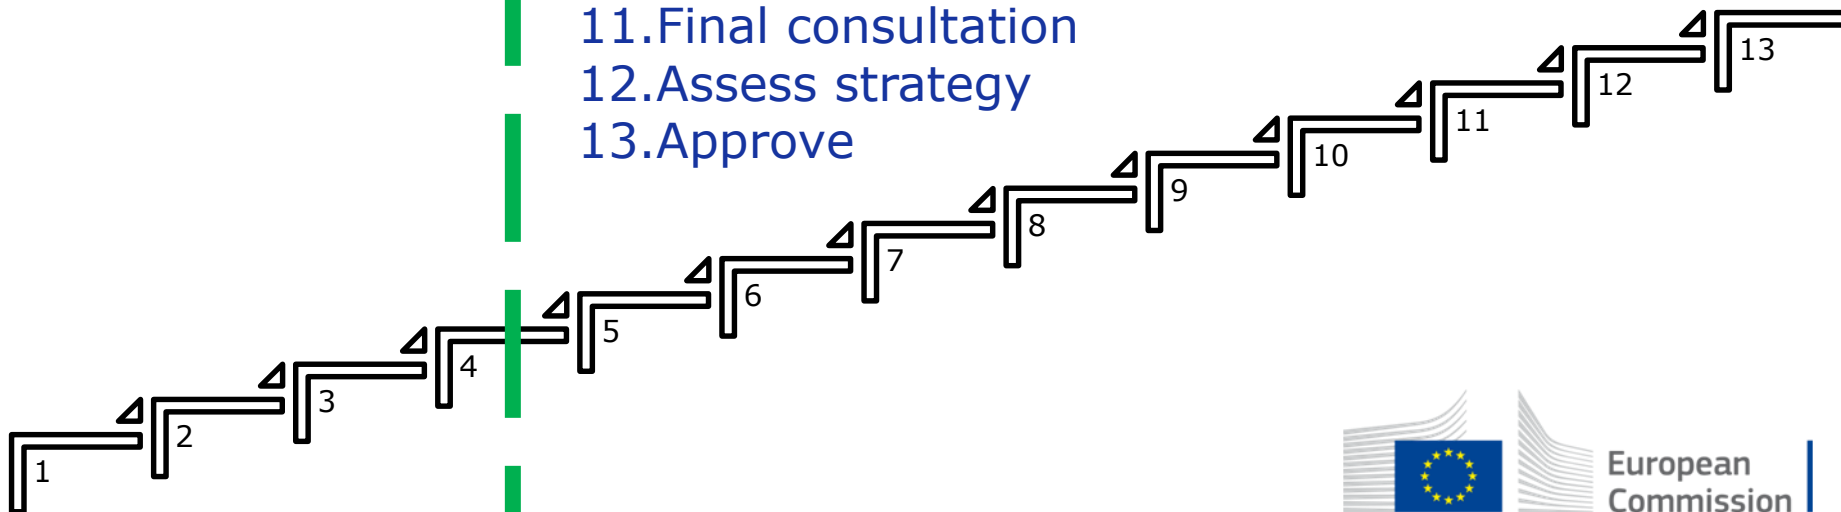 11.Final consultation
12.Assess strategy
13.Approve
13
12
11
10
9
8
7
6
5
4
3
2
1
European
Commission